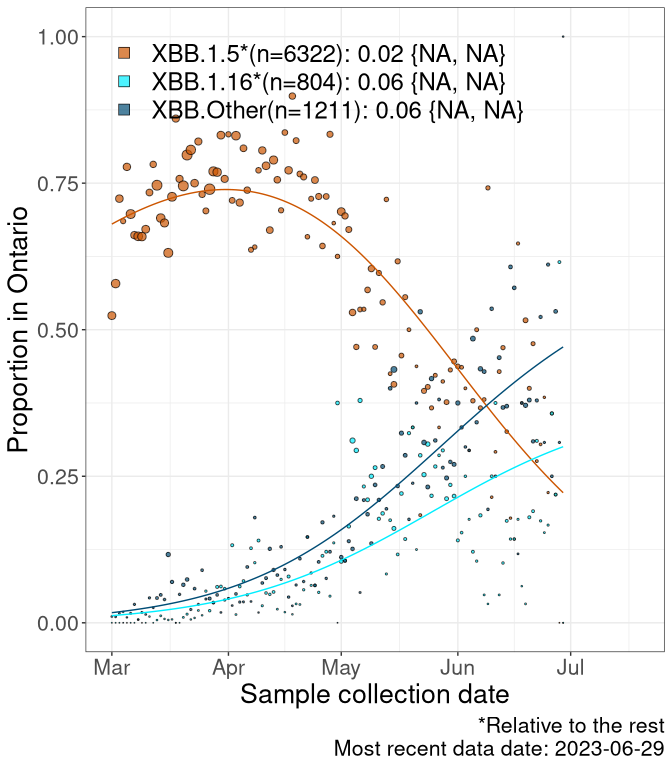 1.00
XBB.1.5*(n=6322): 0.02 {NA, NA}
XBB.1.16*(n=804): 0.06 {NA, NA}
XBB.Other(n=1211): 0.06 {NA, NA}
0.75
Proportion in Ontario
0.50
0.25
0.00
Mar Apr May Jun Jul
Sample collection date
*Relative to the rest
Most recent data date: 2023-06-29